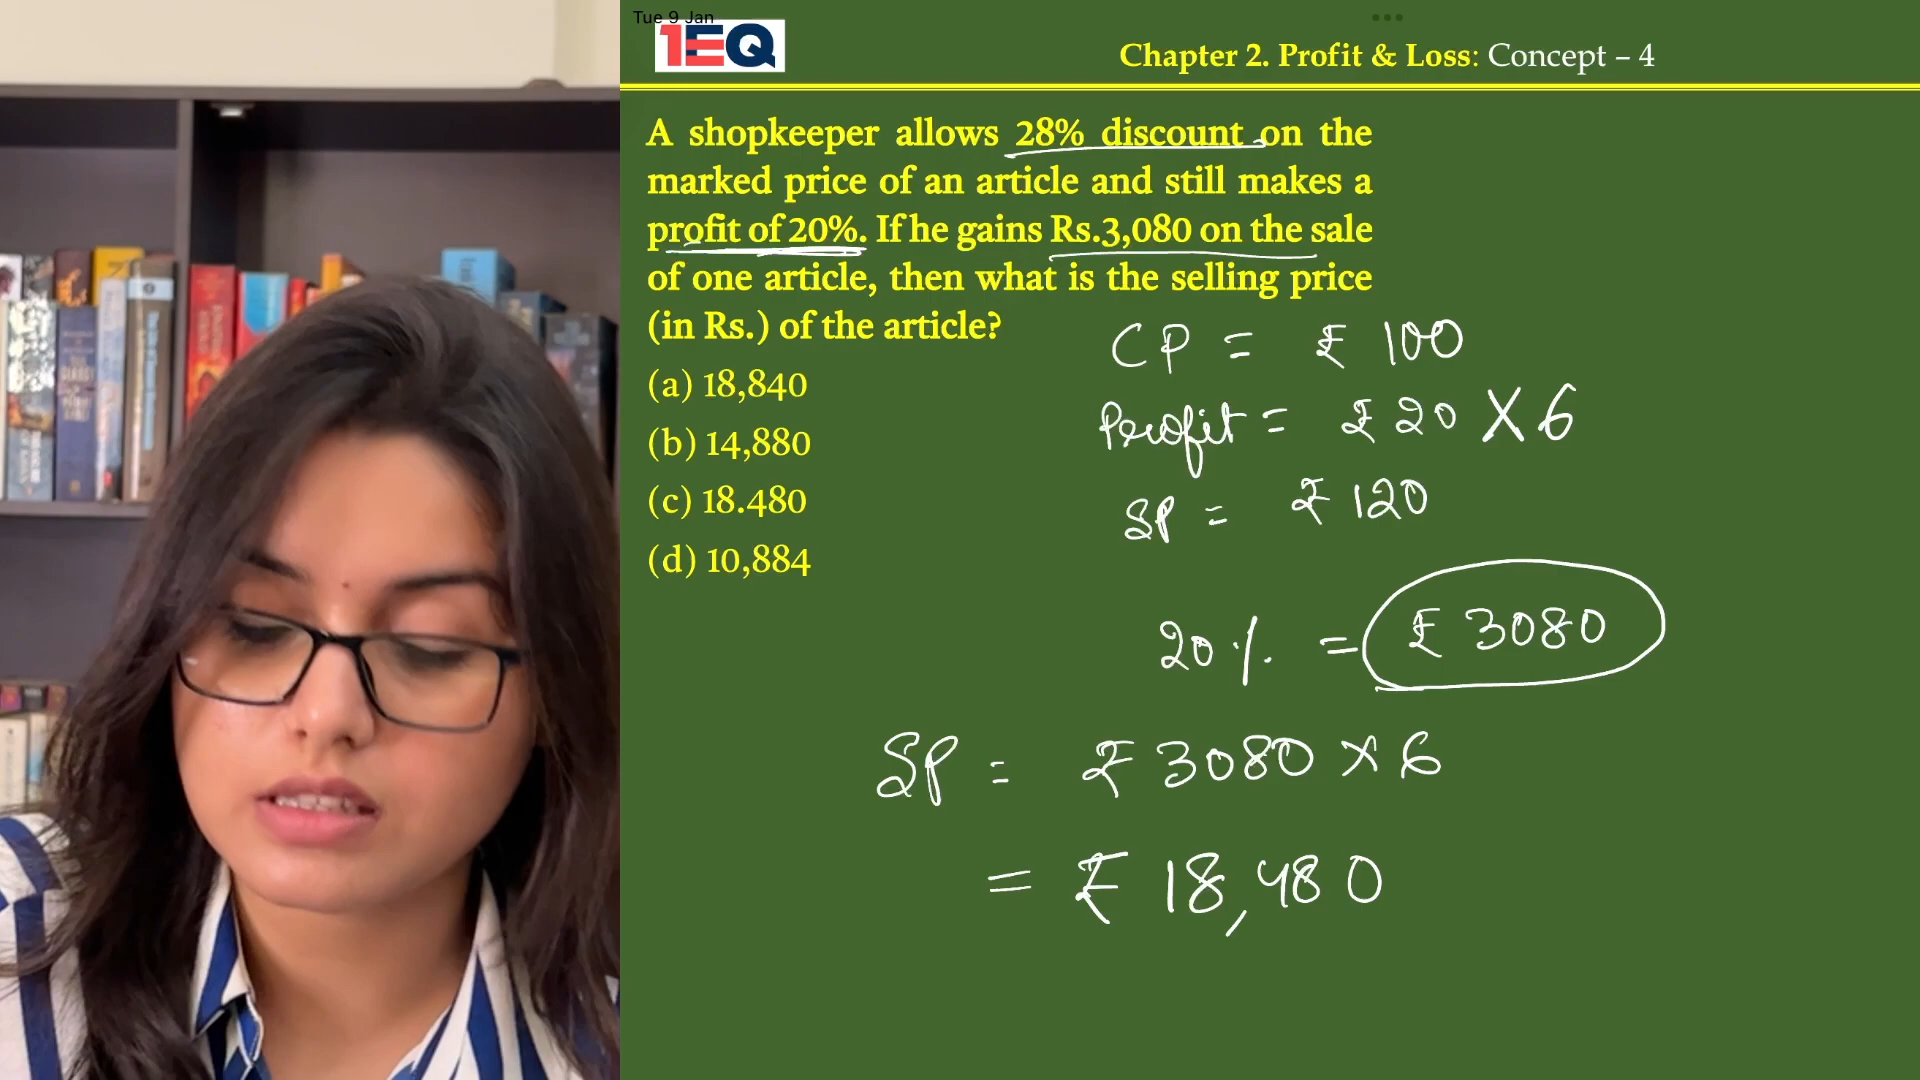 Tue 9 Jan
1EQ
Chapter 2. Profit & Loss: Concept – 4
A shopkeeper allows 28% discount on the
marked price of an article and still makes a
profit of 20%. If he gains Rs.3,080 on the sale
of one article, then what is the selling price
(in Rs.) of the article?
(a) 18,840
(b) 14,880
(c) 18.480
(d) 10,884
CP = ₹ 100
Profit = ₹ 20 × 6
SP = ₹ 120
20 % = ₹ 3080
SP = ₹ 3080 × 6
= ₹ 18,480